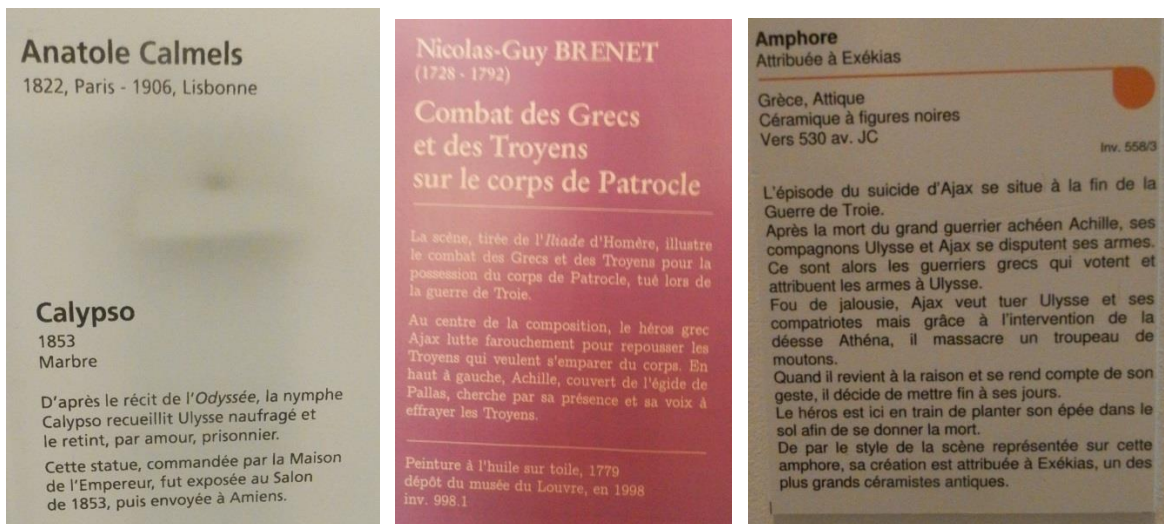 Anatole Calmels
1822, Paris - 1906, Lisbonne
Calypso
1853
Marbre
D'après le récit de l'Odyssée, la nymphe
Calypso recueillit Ulysse naufragé et
le retint, par amour, prisonnier.
Cette statue, commandée par la Maison
de l'Empereur, fut exposée au Salon
de 1853, puis envoyée à Amiens.
Nicolas-Guy BRENET
(1728 - 1792)
Combat des Grecs
et des Troyens
sur le corps de Patrocle
La scène, tirée de l'Iliade d'Homère, illustre
le combat des Grecs et des Troyens pour la
possession du corps de Patrocle, tué lors de
la guerre de Troie.
Au centre de la composition, le héros grec
Ajax lutte farouchement pour repousser les
Troyens qui veulent s'emparer du corps. En
haut à gauche, Achille, couvert de l'égide de
Pallas, cherche par sa présence et sa voix à
effrayer les Troyens.
Peinture à l'huile sur toile, 1779
dépôt du musée du Louvre, en 1998
inv. 998.1
Amphore
Attribuée à Exékias
Grèce, Attique
Céramique à figures noires
Vers 530 av. JC
Inv. 558/3
L'épisode du suicide d'Ajax se situe à la fin de la
Guerre de Troie.
Après la mort du grand guerrier achéen Achille, ses
compagnons Ulysse et Ajax se disputent ses armes.
Ce sont alors les guerriers grecs qui votent et
attribuent les armes à Ulysse.
Fou de jalousie, Ajax veut tuer Ulysse et ses
compatriotes mais grâce à l'intervention de la
déesse Athéna, il massacre un troupeau de
moutons.
Quand il revient à la raison et se rend compte de son
geste, il décide de mettre fin à ses jours.
Le héros est ici en train de planter son épée dans le
sol afin de se donner la mort.
De par le style de la scène représentée sur cette
amphore, sa création est attribuée à Exékias, un des
plus grands céramistes antiques.